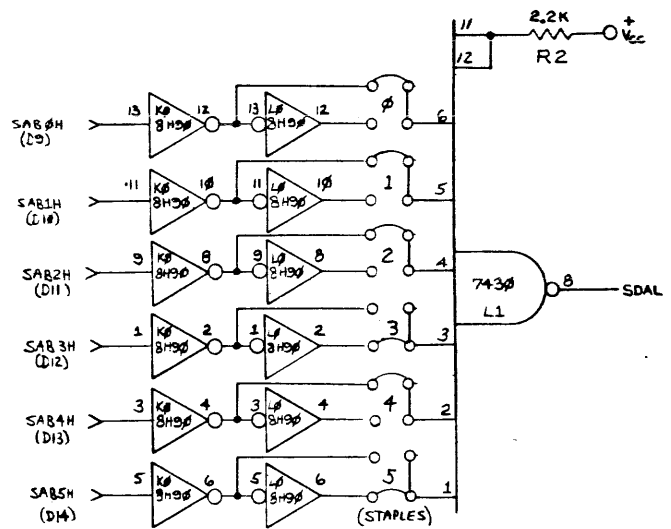 2.2K
+
Vcc
R2
11
12
13 KØ 8H9Ø 12 13 LØ 8H9Ø 12 Ø 6
SABØH
(D9)
11 KØ 8H9Ø 1Ø 11 LØ 8H9Ø 1Ø 1 5
SAB1H
(D1Ø)
9 KØ 8H9Ø 8 9 LØ 8H9Ø 8 2 4
SAB2H
(D11)
743Ø
L1
8
SDAL
1 KØ 8H9Ø 2 1 LØ 8H9Ø 2 3 3
SAB3H
(D12)
3 KØ 8H9Ø 4 3 LØ 8H9Ø 4 4 2
SAB4H
(D13)
5 KØ 8H9Ø 6 5 LØ 8H9Ø 6 5 1
SAB5H
(D14)
(STAPLES)